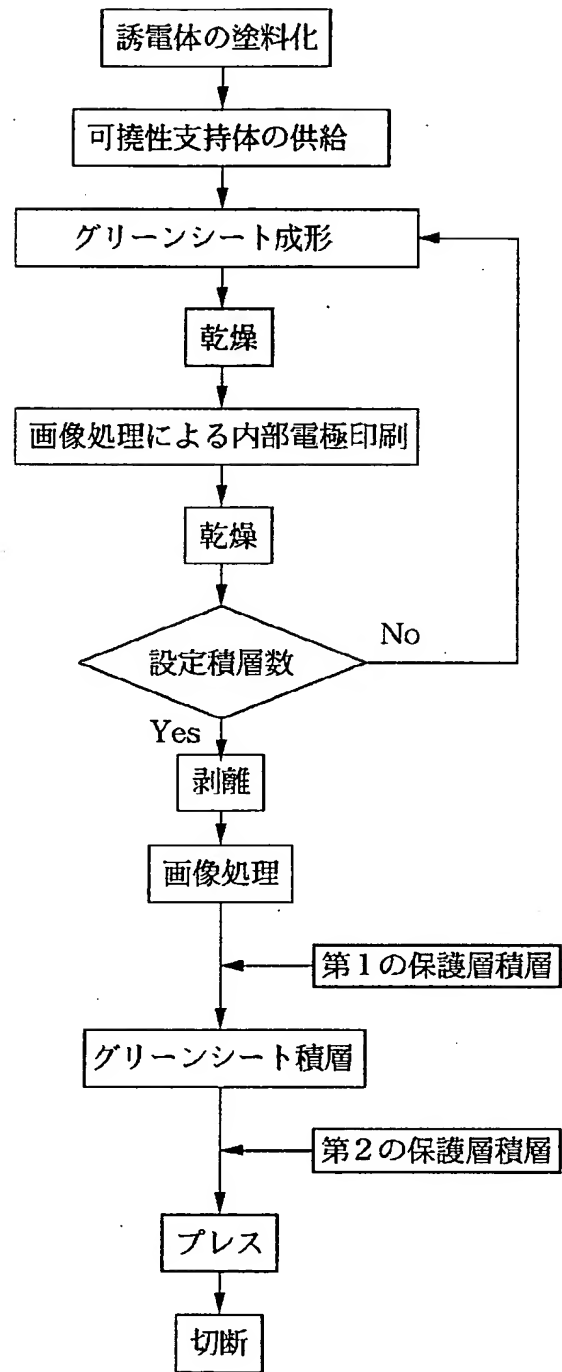 誘電体の塗料化
可撓性支持体の供給
グリーンシート成形
乾燥
画像処理による内部電極印刷
乾燥
設定積層数
No
Yes
剥離
画像処理
第1の保護層積層
グリーンシート積層
第2の保護層積層
プレス
切断